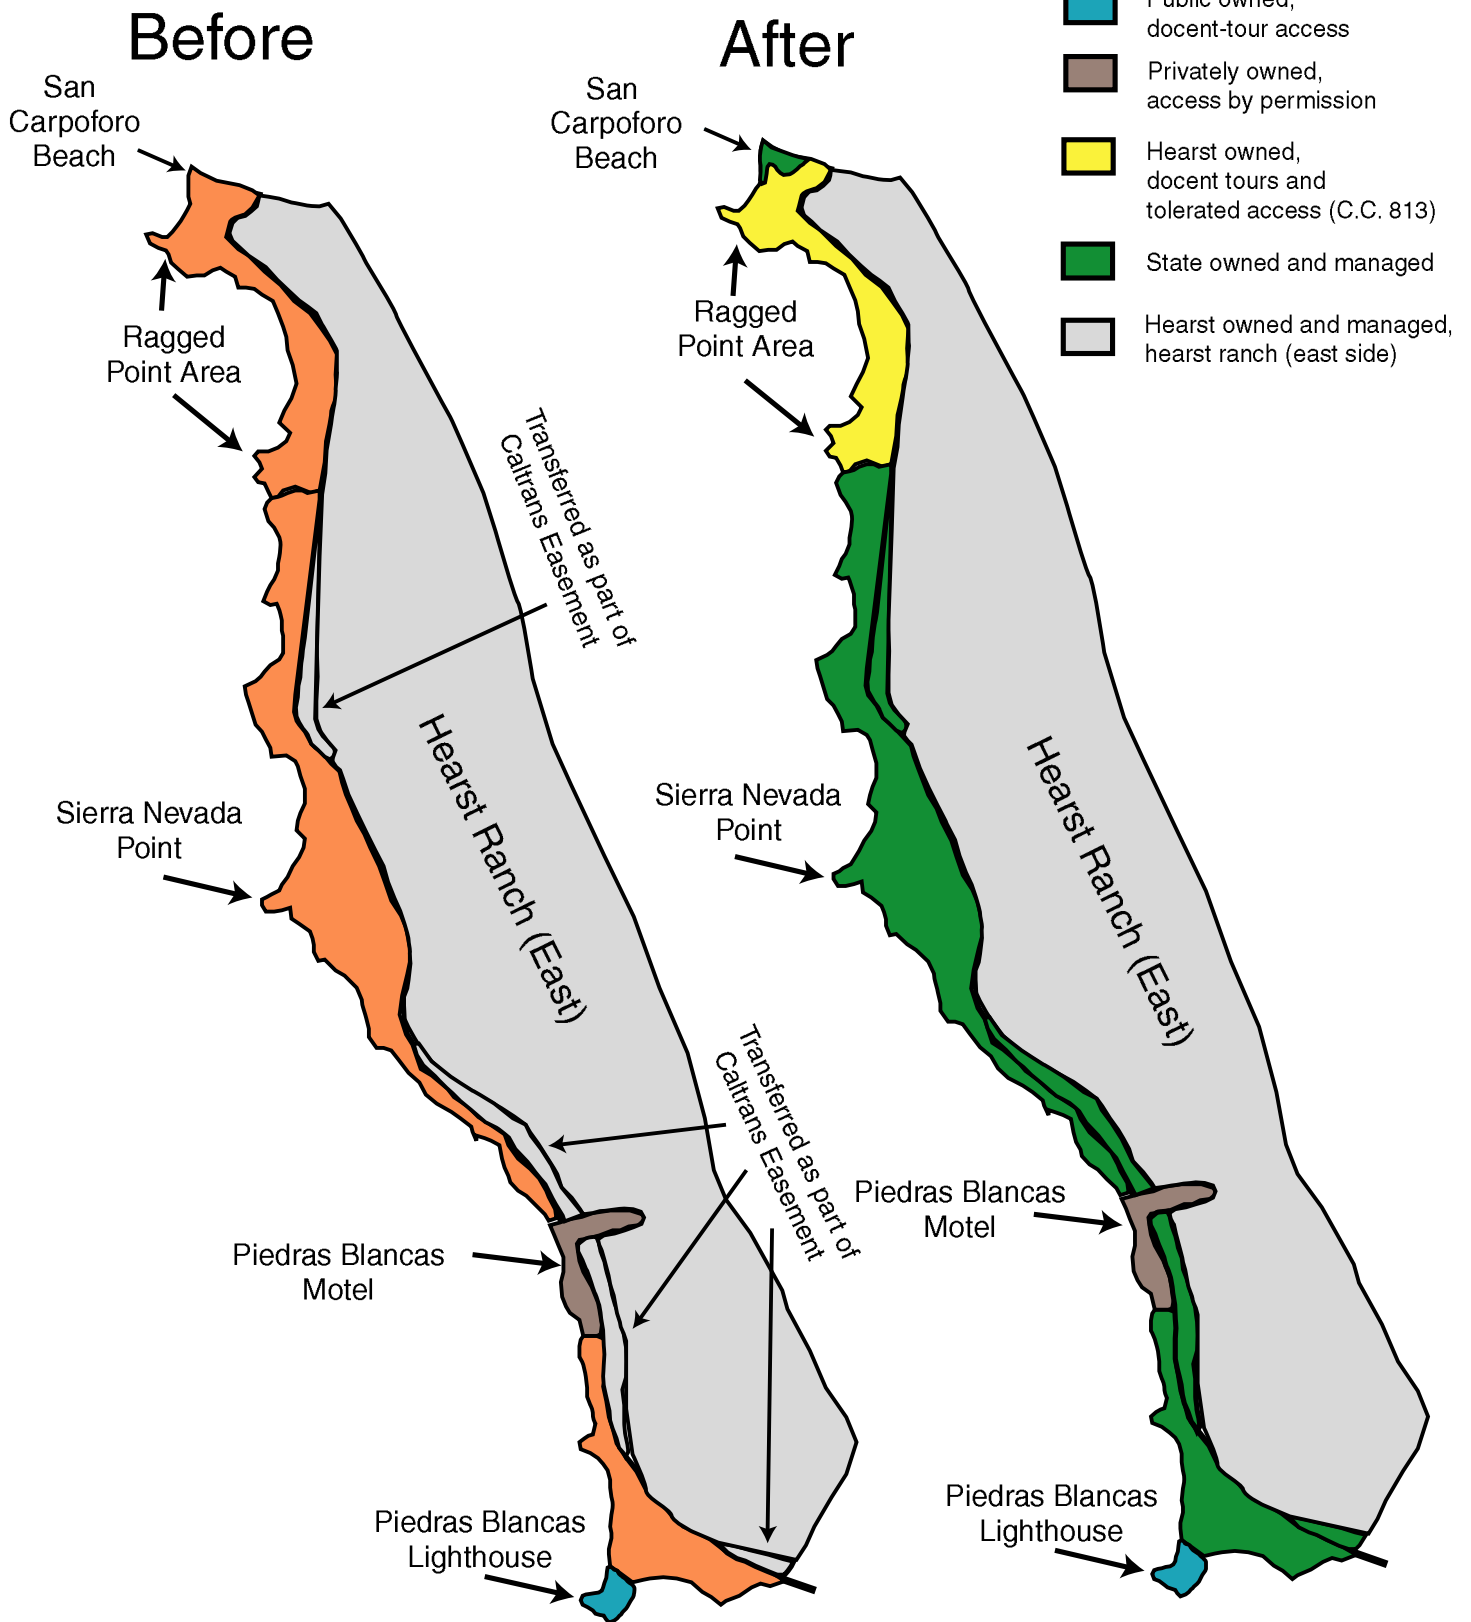 Before
San
Carpoforo
Beach
Ragged
Point Area
Transferred as part of
Caltrans Easement
Hearst Ranch (East)
Sierra Nevada
Point
Transferred as part of
Caltrans Easement
Piedras Blancas
Motel
Piedras Blancas
Lighthouse
After
San
Carpoforo
Beach
Ragged
Point Area
Hearst Ranch (East)
Sierra Nevada
Point
Piedras Blancas
Motel
Piedras Blancas
Lighthouse
Public owned,
docent-tour access
Privately owned,
access by permission
Hearst owned,
docent tours and
tolerated access (C.C. 813)
State owned and managed
Hearst owned and managed,
hearst ranch (east side)